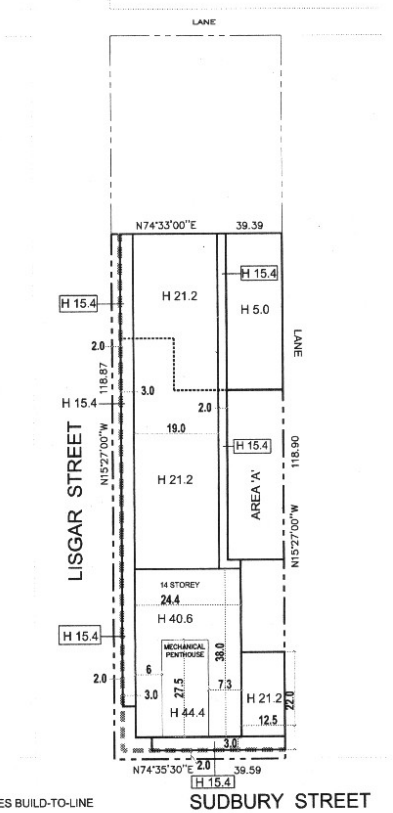 LANE
N74°33'00"E 39.39
H 15.4
H 21.2
H 15.4
H 5.0
2.0
LANE
118.87
3.0
H 15.4
2.0
19.0
H 15.4
118.90
N15°27'00"W
LISGAR STREET
H 21.2
AREA 'A'
N15°27'00"W
14 STOREY
24.4
H 40.6
H 15.4
MECHANICAL
PENTHOUSE
38.0
6
2.0
3.0
27.5
7.3
H 21.2
22.0
H 44.4
12.5
3.0
2.0
N74°35'30"E 39.59
H 15.4
ES BUILD-TO-LINE
SUDBURY STREET